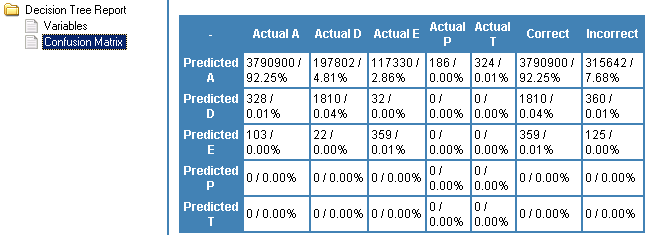 Decision Tree Report
Variables
Confusion Matrix
- Actual A Actual D Actual E Actual P Actual T Correct Incorrect
Predicted A 3790900 / 92.25% 197802 / 4.81% 117330 / 2.86% 186 / 0.00% 324 / 0.01% 3790900 / 92.25% 315642 / 7.68%
Predicted D 328 / 0.01% 1810 / 0.04% 32 / 0.00% 0 / 0.00% 0 / 0.00% 1810 / 0.04% 360 / 0.01%
Predicted E 103 / 0.00% 22 / 0.00% 359 / 0.01% 0 / 0.00% 0 / 0.00% 359 / 0.01% 125 / 0.00%
Predicted P 0 / 0.00% 0 / 0.00% 0 / 0.00% 0 / 0.00% 0 / 0.00% 0 / 0.00% 0 / 0.00%
Predicted T 0 / 0.00% 0 / 0.00% 0 / 0.00% 0 / 0.00% 0 / 0.00% 0 / 0.00% 0 / 0.00%